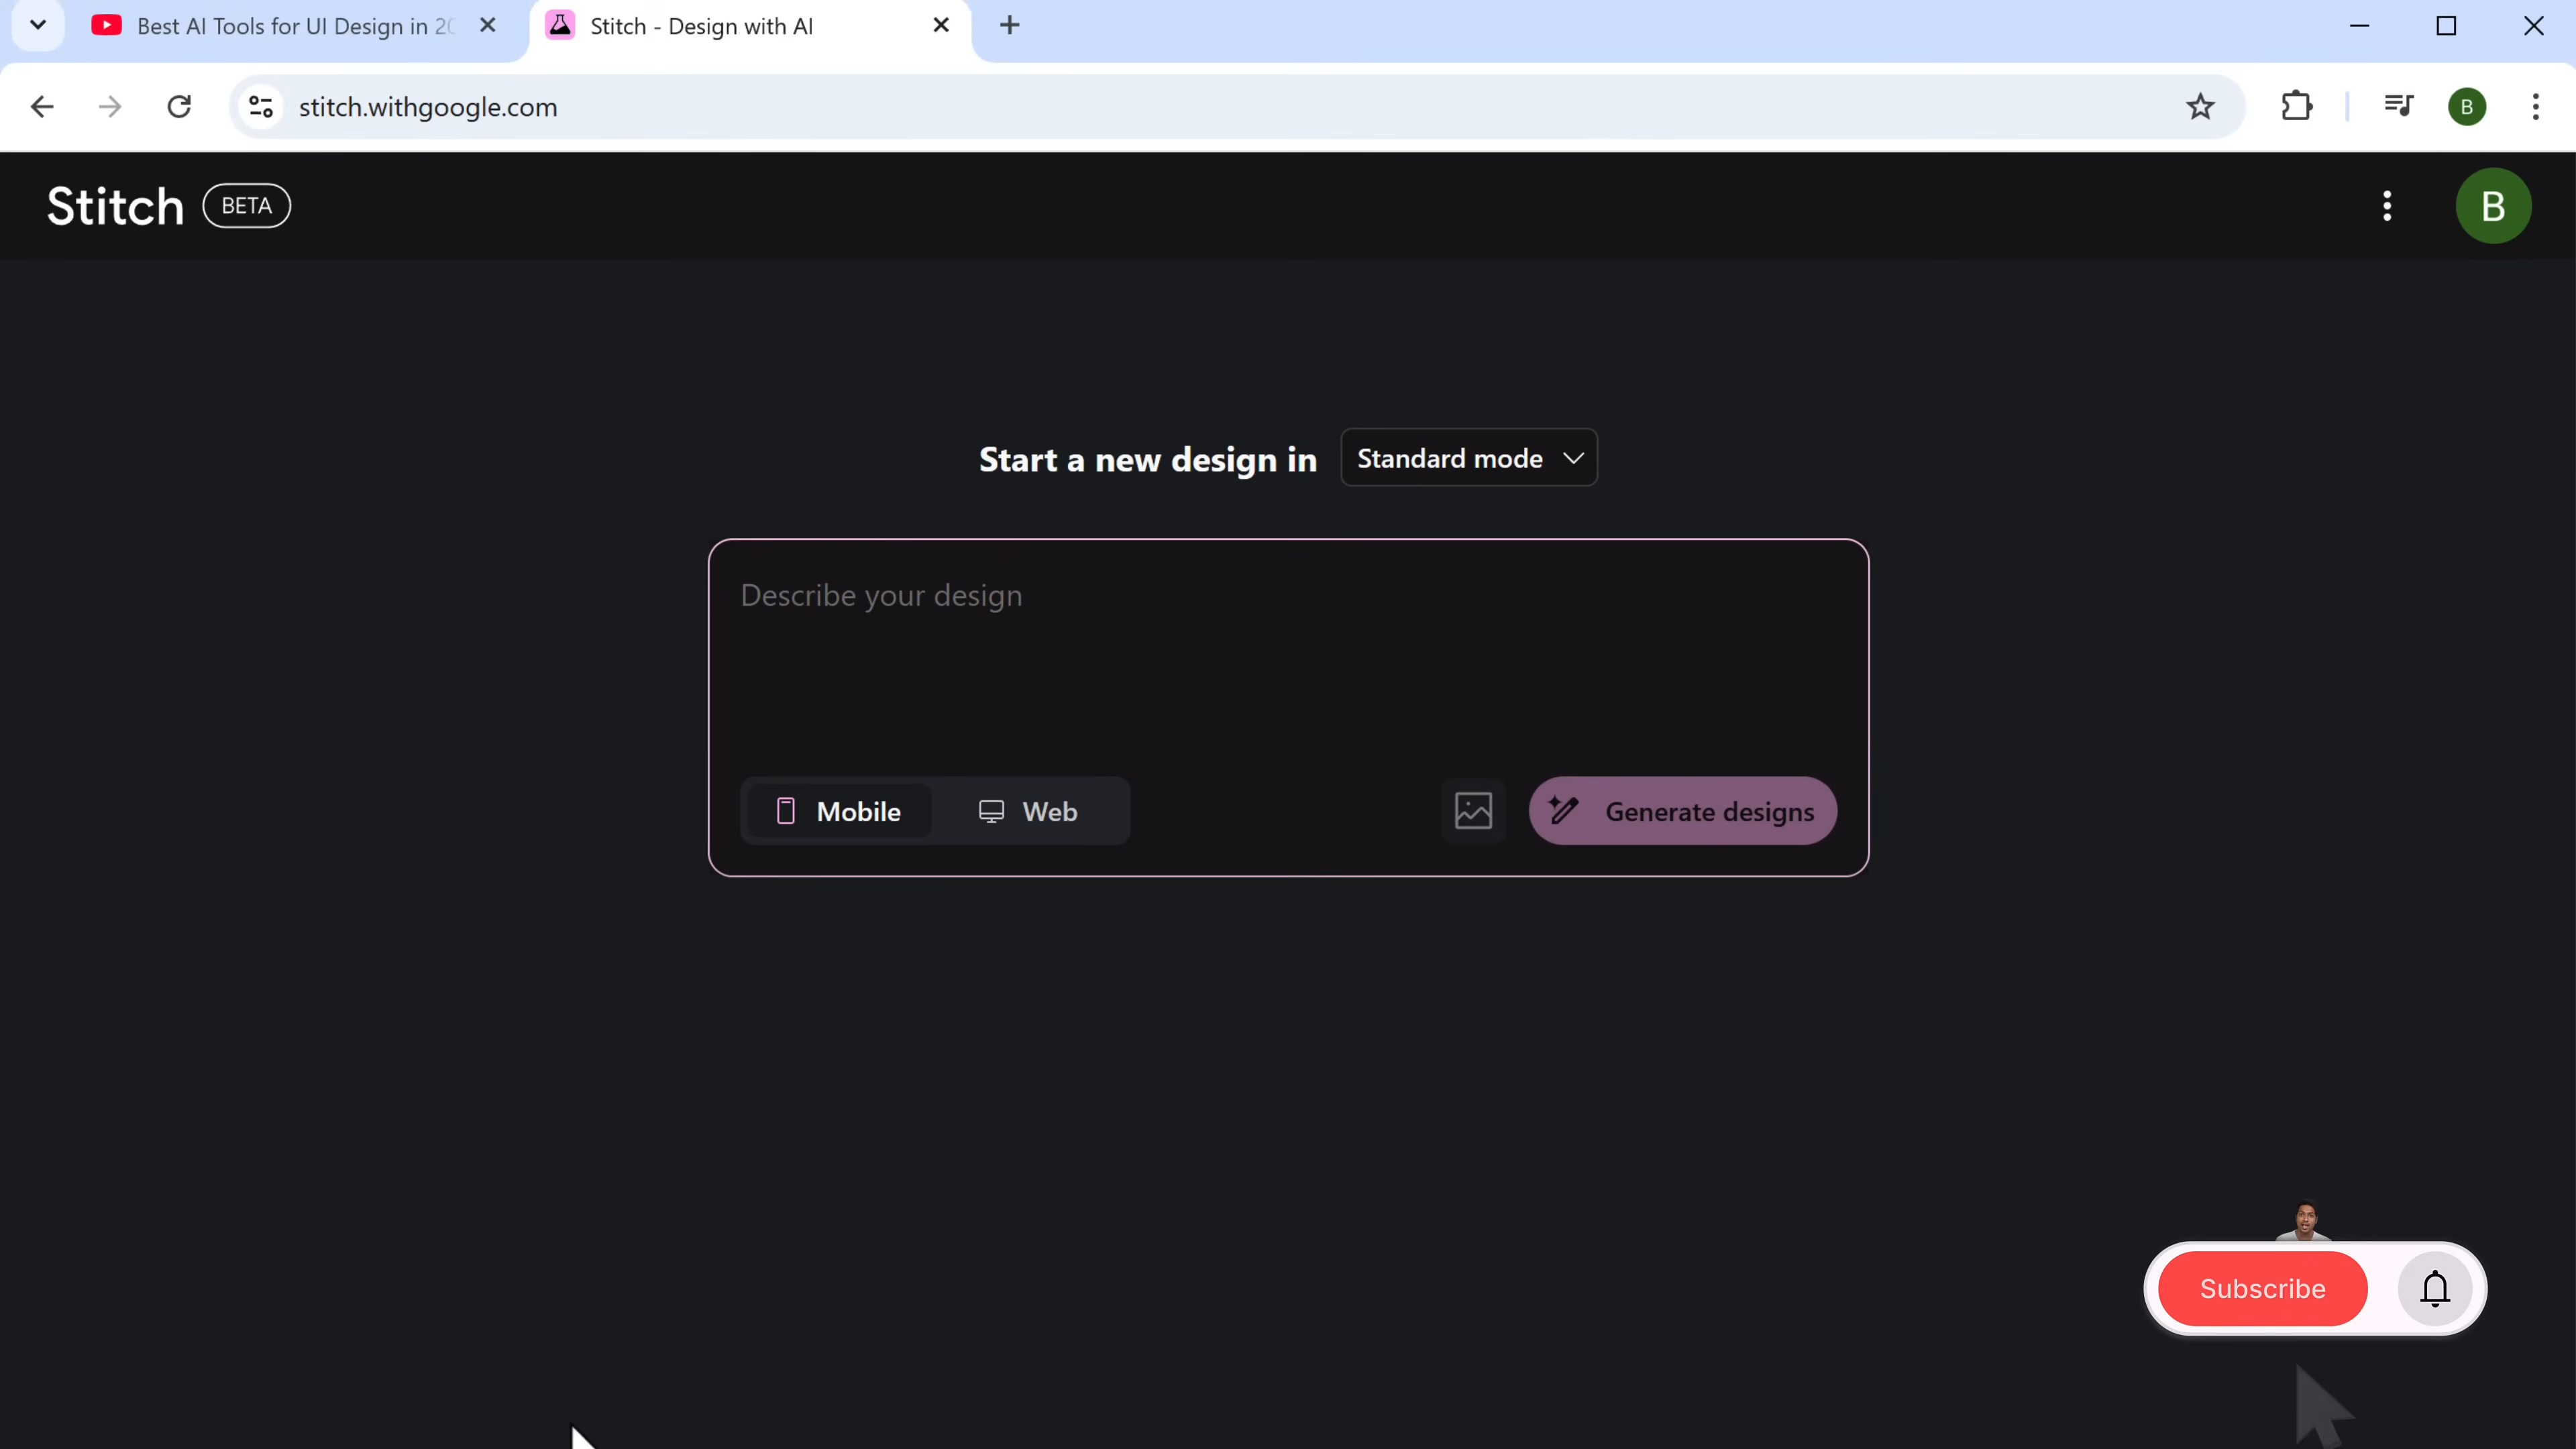 Best AI Tools for UI Design in 20
Stitch - Design with AI
stitch.withgoogle.com
B
Stitch BETA
B
Start a new design in Standard mode
Describe your design
Mobile Web Generate designs
Subscribe